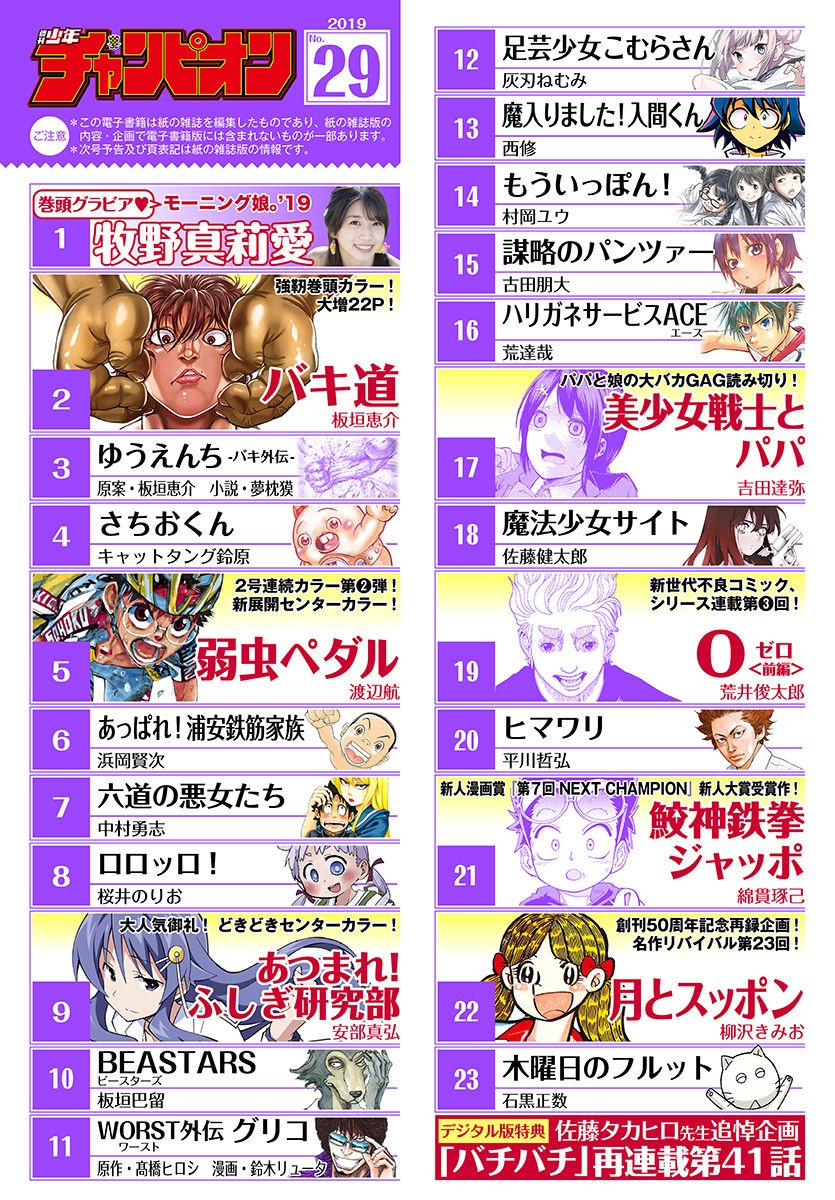 週刊少年
チャンピオン
2019
No.
29
ご注意
＊この電子書籍は紙の雑誌を編集したものであり、紙の雑誌版の
内容・企画で電子書籍版には含まれないものが一部あります。
＊次号予告及び頁表記は紙の雑誌版の情報です。
巻頭グラビア♥
モーニング娘。'19
1
牧野真莉愛
強靭巻頭カラー！
大増22P！
2
バキ道
板垣恵介
3
ゆうえんち -バキ外伝-
原案・板垣恵介 小説・夢枕獏
4
さちおくん
キャットタング鈴原
2号連続カラー第❷弾！
新展開センターカラー！
5
弱虫ペダル
渡辺航
6
あっぱれ！浦安鉄筋家族
浜岡賢次
7
六道の悪女たち
中村勇志
8
ロロッロ！
桜井のりお
大人気御礼！ どきどきセンターカラー！
9
あつまれ！
ふしぎ研究部
安部真弘
10
BEASTARS
ビースターズ
板垣巴留
11
WORST外伝 グリコ
ワースト
原作・髙橋ヒロシ 漫画・鈴木リュータ
12
足芸少女こむらさん
灰刃ねむみ
13
魔入りました！入間くん
西修
14
もういっぽん！
村岡ユウ
15
謀略のパンツァー
古田朋大
16
ハリガネサービスACE
エース
荒達哉
パパと娘の大バカGAG読み切り！
17
美少女戦士と
パパ
吉田達弥
18
魔法少女サイト
佐藤健太郎
新世代不良コミック、
シリーズ連載第❸回！
19
0 ゼロ
＜前編＞
荒井俊太郎
20
ヒマワリ
平川哲弘
新人漫画賞『第7回 NEXT CHAMPION』新人大賞受賞作！
21
鮫神鉄拳
ジャッポ
綿貫琢己
創刊50周年記念再録企画！
名作リバイバル第23回！
22
月とスッポン
柳沢きみお
23
木曜日のフルット
石黒正数
デジタル版特典
佐藤タカヒロ先生追悼企画
「バチバチ」再連載第41話